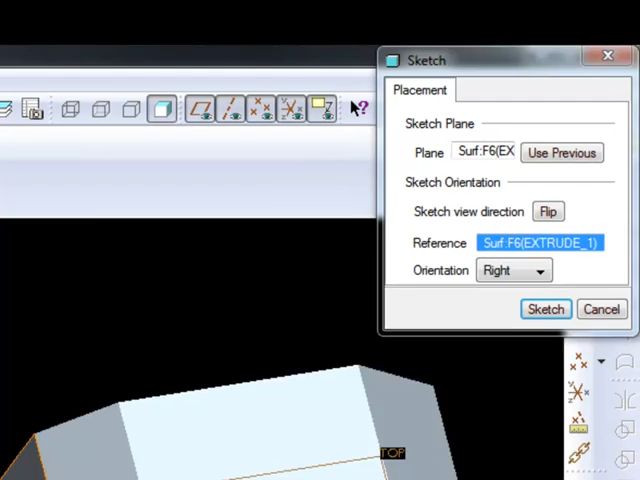 Sketch
Placement
Sketch Plane
Plane Surf:F6(EX Use Previous
Sketch Orientation
Sketch view direction Flip
Reference Surf:F6(EXTRUDE_1)
Orientation Right
Sketch Cancel
TOP